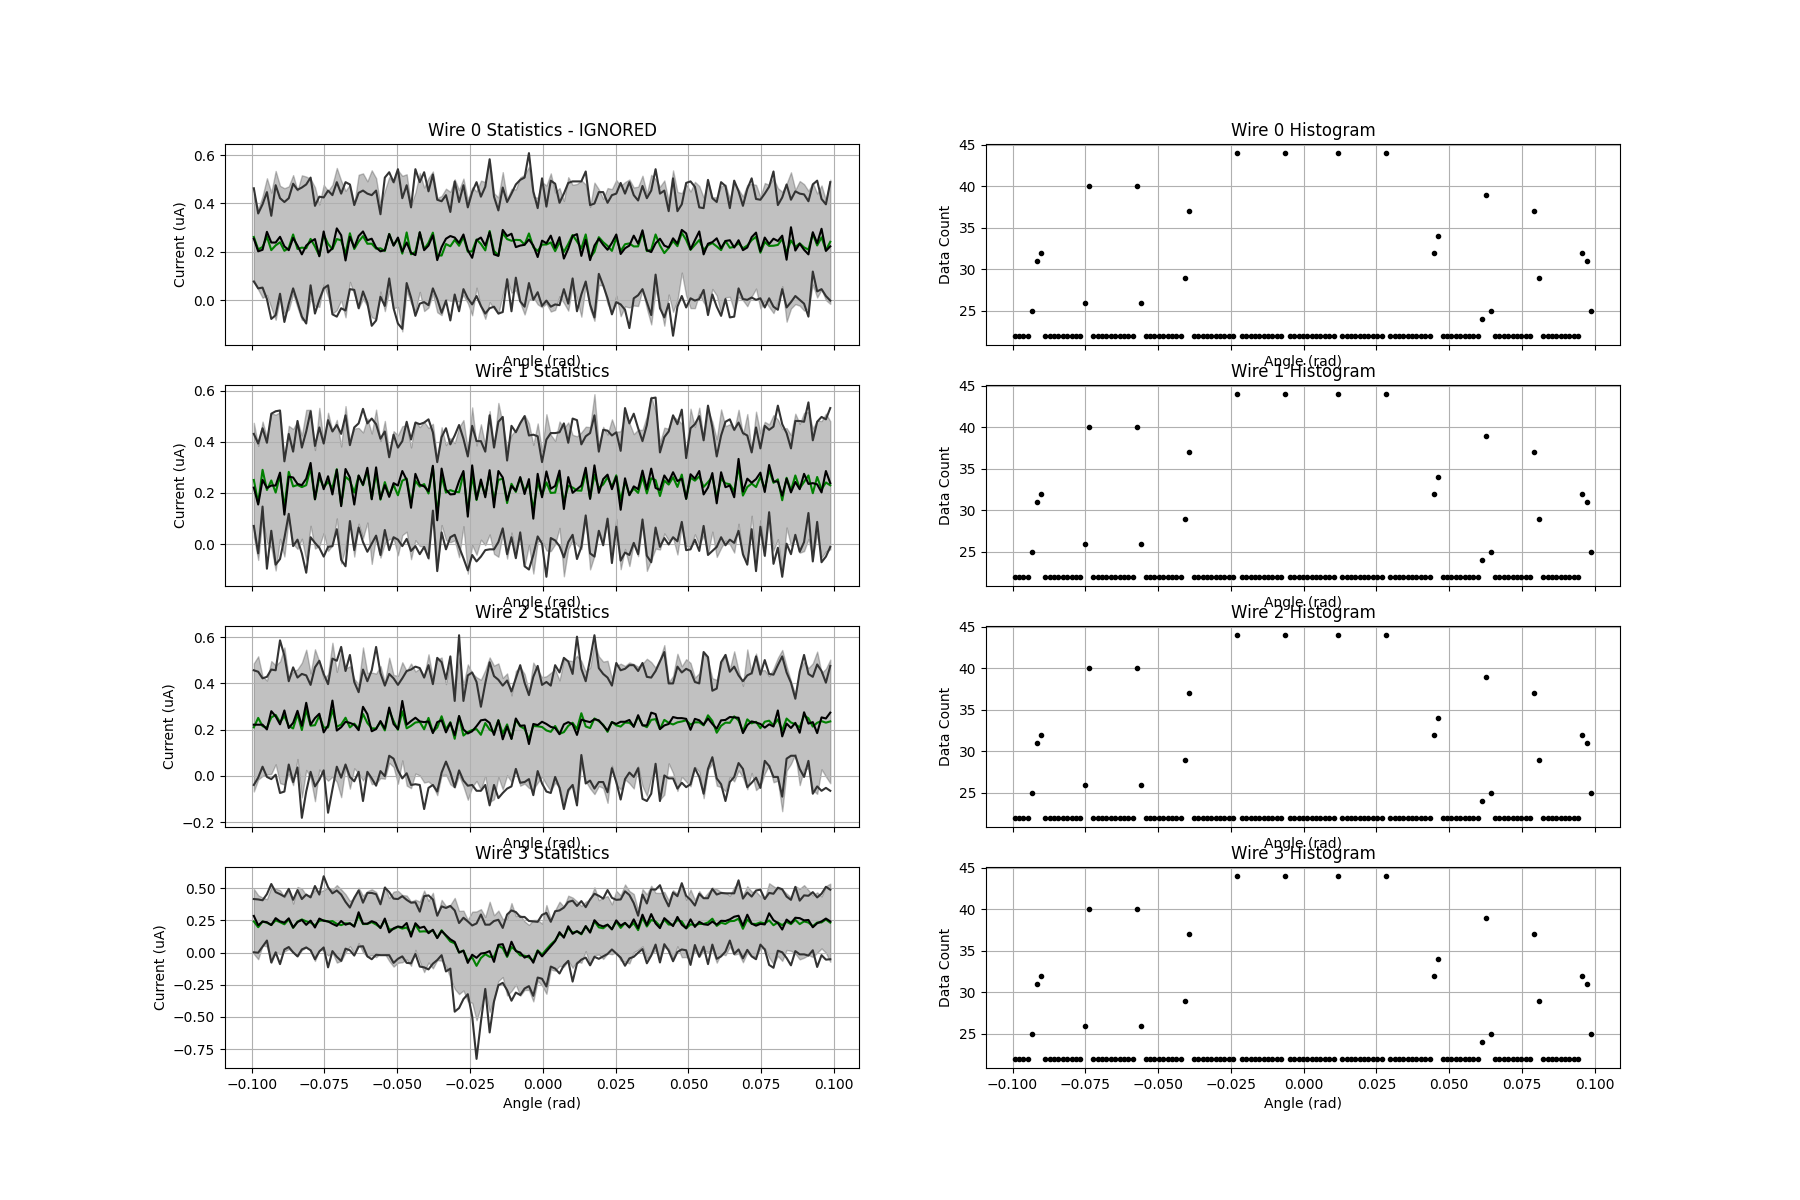 Wire 0 Statistics - IGNORED
Current (uA)
0.6
0.4
0.2
0.0
Angle (rad)
Wire 0 Histogram
Data Count
45
40
35
30
25
Angle (rad)
Wire 1 Statistics
Current (uA)
0.6
0.4
0.2
0.0
Angle (rad)
Wire 1 Histogram
Data Count
45
40
35
30
25
Angle (rad)
Wire 2 Statistics
Current (uA)
0.6
0.4
0.2
0.0
−0.2
Angle (rad)
Wire 2 Histogram
Data Count
45
40
35
30
25
Angle (rad)
Wire 3 Statistics
Current (uA)
0.50
0.25
0.00
−0.25
−0.50
−0.75
−0.100 −0.075 −0.050 −0.025 0.000 0.025 0.050 0.075 0.100
Angle (rad)
Wire 3 Histogram
Data Count
45
40
35
30
25
−0.100 −0.075 −0.050 −0.025 0.000 0.025 0.050 0.075 0.100
Angle (rad)